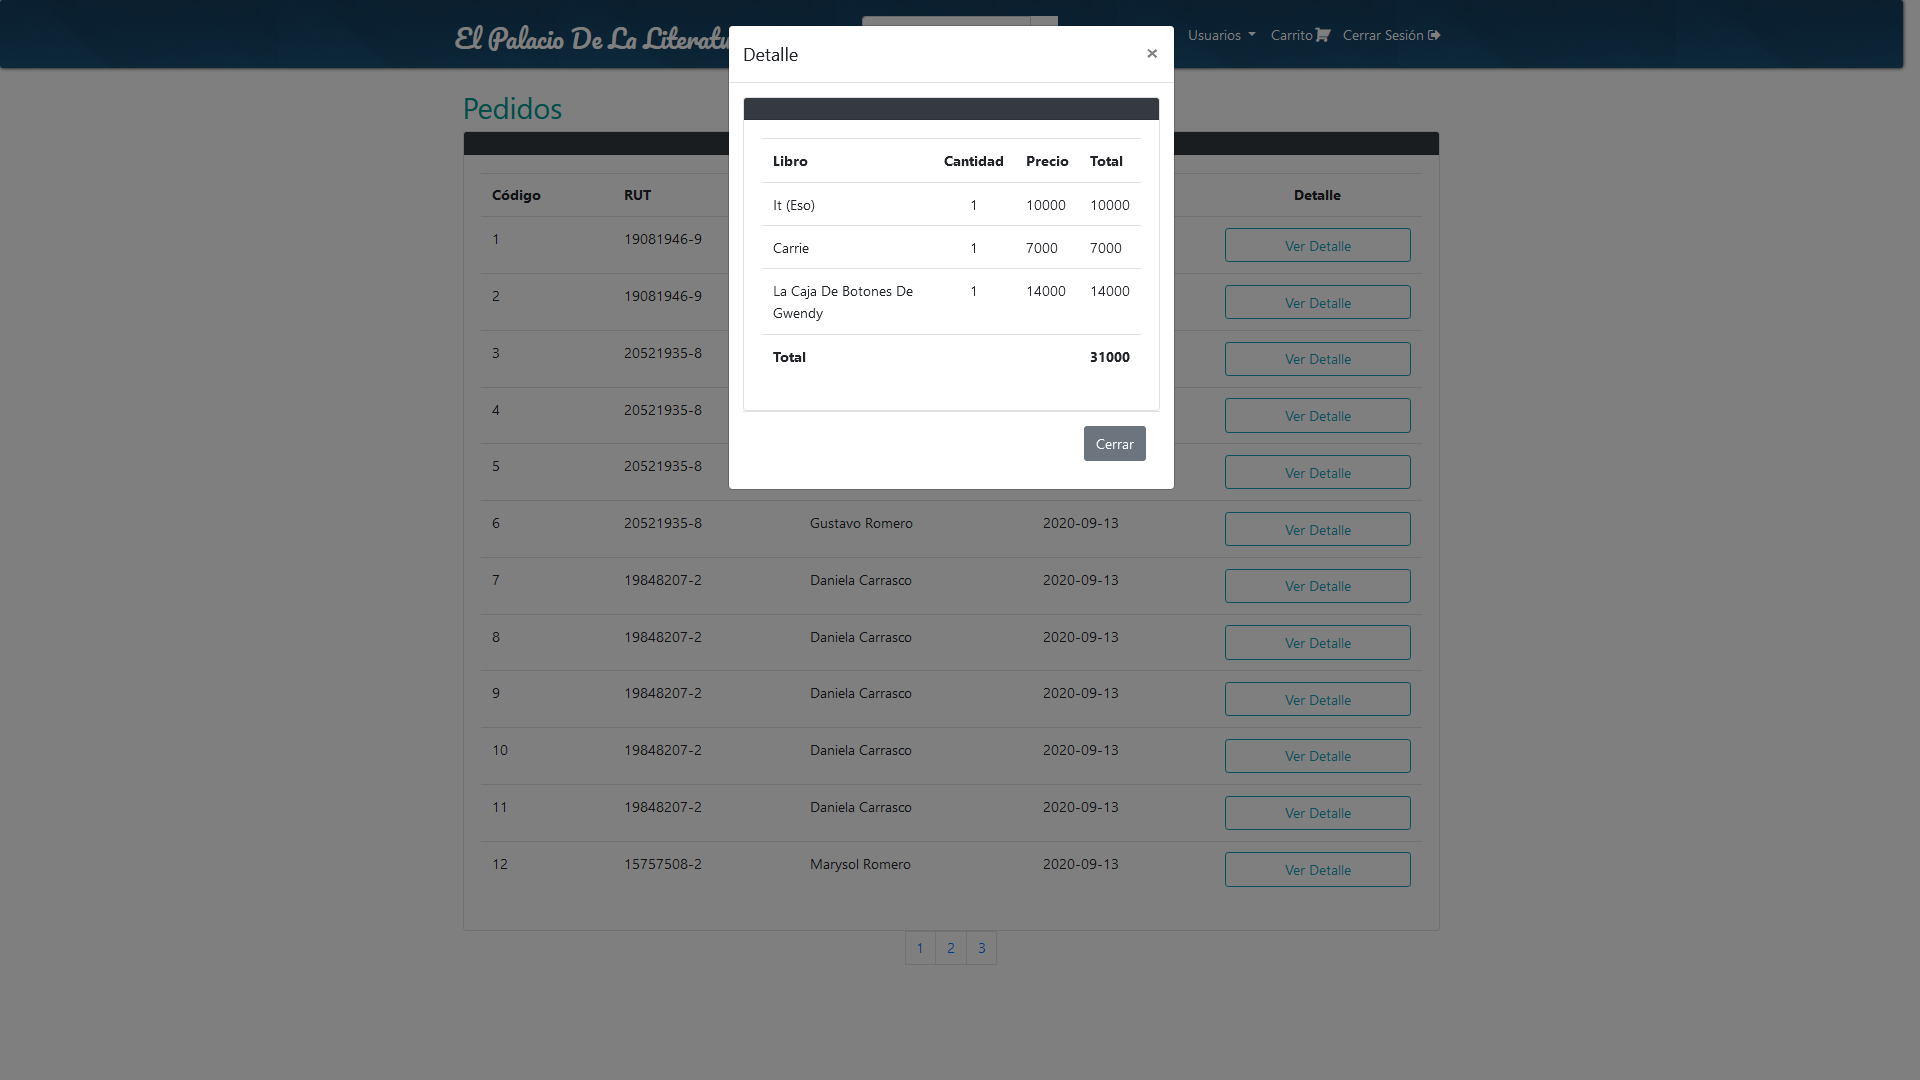 El Palacio De La Literatu
Usuarios Carrito Cerrar Sesión
Detalle ×
Libro Cantidad Precio Total
It (Eso) 1 10000 10000
Carrie 1 7000 7000
La Caja De Botones De 1 14000 14000
Gwendy
Total 31000
Cerrar
Pedidos
Código RUT Detalle
1 19081946-9 Ver Detalle
2 19081946-9 Ver Detalle
3 20521935-8 Ver Detalle
4 20521935-8 Ver Detalle
5 20521935-8 Ver Detalle
6 20521935-8 Gustavo Romero 2020-09-13 Ver Detalle
7 19848207-2 Daniela Carrasco 2020-09-13 Ver Detalle
8 19848207-2 Daniela Carrasco 2020-09-13 Ver Detalle
9 19848207-2 Daniela Carrasco 2020-09-13 Ver Detalle
10 19848207-2 Daniela Carrasco 2020-09-13 Ver Detalle
11 19848207-2 Daniela Carrasco 2020-09-13 Ver Detalle
12 15757508-2 Marysol Romero 2020-09-13 Ver Detalle
1 2 3